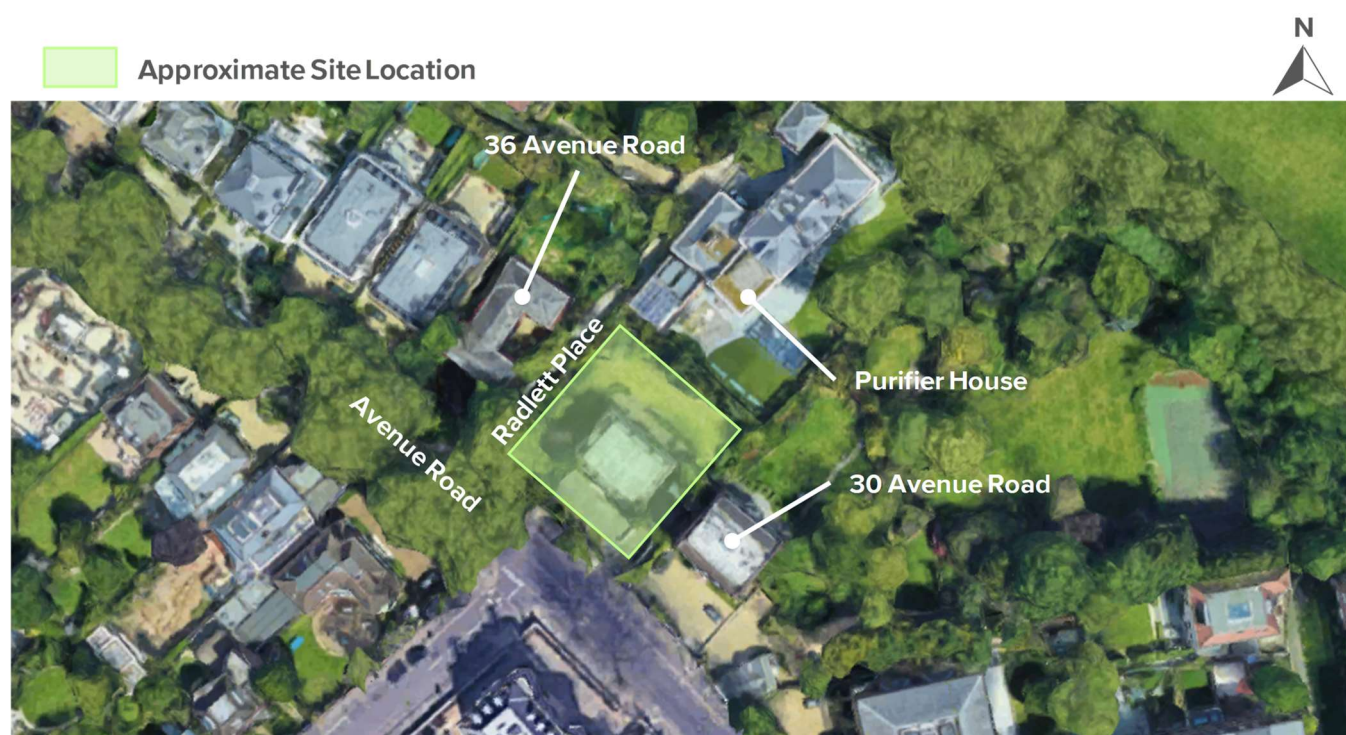 N
Approximate Site Location
36 Avenue Road
Radlett Place
Purifier House
Avenue Road
30 Avenue Road